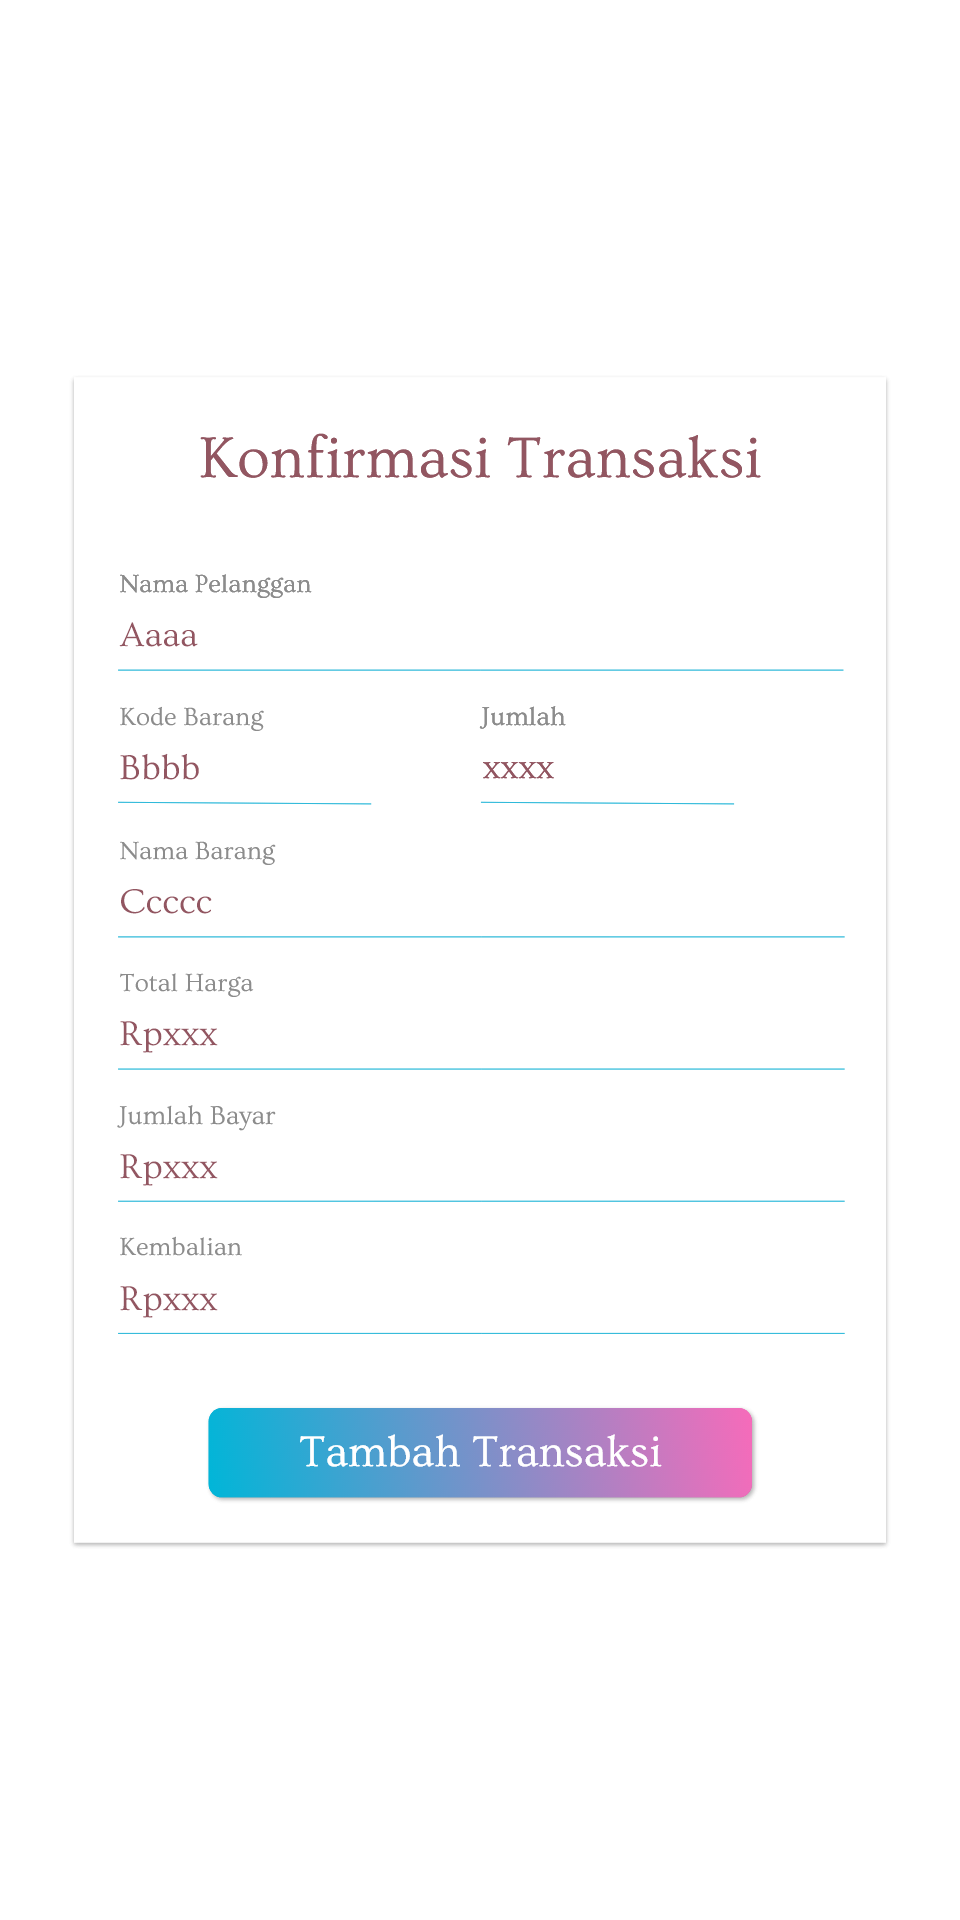 Konfirmasi Transaksi
Nama Pelanggan
Aaaa
Kode Barang
Bbbb
Jumlah
xxxx
Nama Barang
Ccccc
Total Harga
Rpxxx
Jumlah Bayar
Rpxxx
Kembalian
Rpxxx
Tambah Transaksi